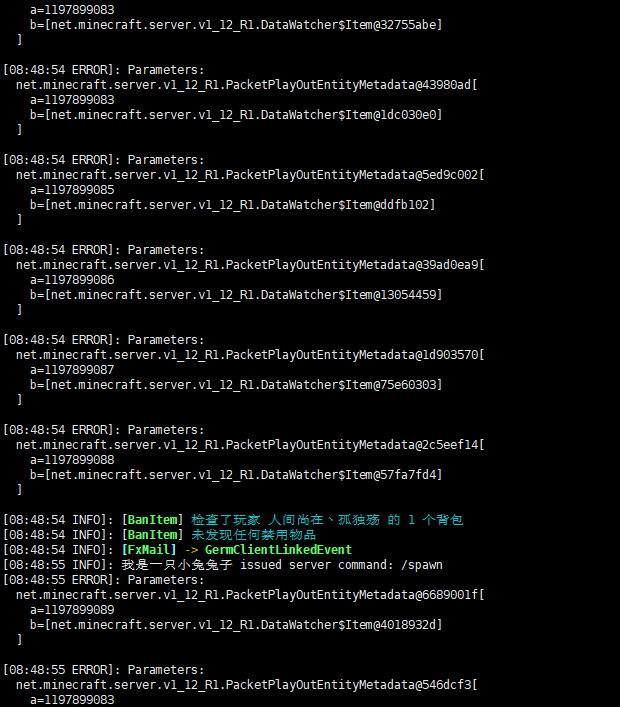 a=1197899083
b=[net.minecraft.server.v1_12_R1.DataWatcher$Item@32755abe]
]
[08:48:54 ERROR]: Parameters:
net.minecraft.server.v1_12_R1.PacketPlayOutEntityMetadata@43980ad[
a=1197899083
b=[net.minecraft.server.v1_12_R1.DataWatcher$Item@1dc030e0]
]
[08:48:54 ERROR]: Parameters:
net.minecraft.server.v1_12_R1.PacketPlayOutEntityMetadata@5ed9c002[
a=1197899085
b=[net.minecraft.server.v1_12_R1.DataWatcher$Item@ddfb102]
]
[08:48:54 ERROR]: Parameters:
net.minecraft.server.v1_12_R1.PacketPlayOutEntityMetadata@39ad0ea9[
a=1197899086
b=[net.minecraft.server.v1_12_R1.DataWatcher$Item@13054459]
]
[08:48:54 ERROR]: Parameters:
net.minecraft.server.v1_12_R1.PacketPlayOutEntityMetadata@1d903570[
a=1197899087
b=[net.minecraft.server.v1_12_R1.DataWatcher$Item@75e60303]
]
[08:48:54 ERROR]: Parameters:
net.minecraft.server.v1_12_R1.PacketPlayOutEntityMetadata@2c5eef14[
a=1197899088
b=[net.minecraft.server.v1_12_R1.DataWatcher$Item@57fa7fd4]
]
[08:48:54 INFO]: [BanItem] 检查了玩家 人间尚在丶孤独殇 的 1 个背包
[08:48:54 INFO]: [BanItem] 未发现任何禁用物品
[08:48:54 INFO]: [FxMail] -> GermClientLinkedEvent
[08:48:55 INFO]: 我是一只小兔兔子 issued server command: /spawn
[08:48:55 ERROR]: Parameters:
net.minecraft.server.v1_12_R1.PacketPlayOutEntityMetadata@6689001f[
a=1197899089
b=[net.minecraft.server.v1_12_R1.DataWatcher$Item@4018932d]
]
[08:48:55 ERROR]: Parameters:
net.minecraft.server.v1_12_R1.PacketPlayOutEntityMetadata@546dcf3[
a=1197899083